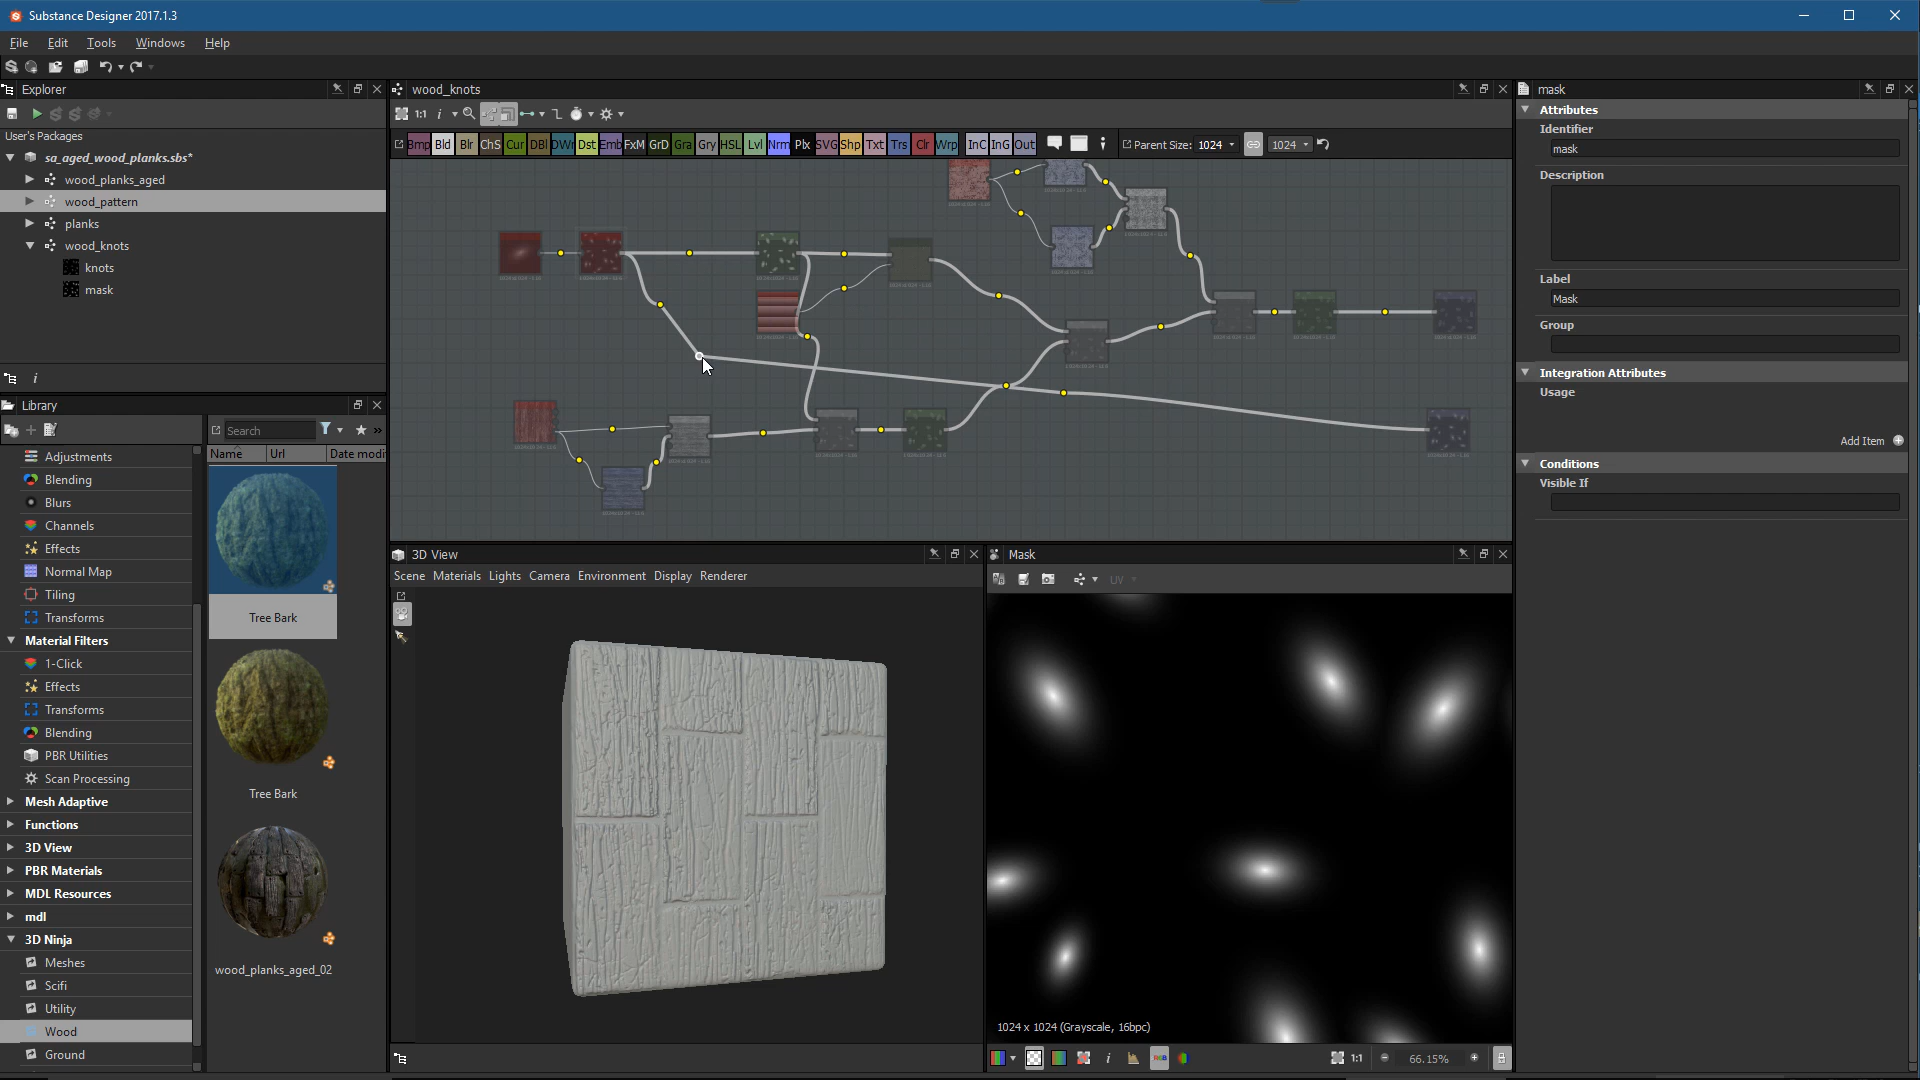 Substance Designer 2017.1.3
File Edit Tools Windows Help
Explorer
User's Packages
sa_aged_wood_planks.sbs*
wood_planks_aged
wood_pattern
planks
wood_knots
knots
mask
i
Library
Search
Name Url Date modi
Adjustments
Blending
Blurs
Channels
Effects
Normal Map
Tiling
Transforms
Material Filters
1-Click
Effects
Transforms
Blending
PBR Utilities
Scan Processing
Mesh Adaptive
Functions
3D View
PBR Materials
MDL Resources
mdl
3D Ninja
Meshes
Scifi
Utility
Wood
Ground
Tree Bark
Tree Bark
wood_planks_aged_02
wood_knots
1:1 i
Bmp Bld Blr ChS Cur DBl DWr Dst Emb FxM GrD Gra Gry HSL Lvl Nrm Plx SVG Shp Txt Trs Clr Wrp InC InG Out Parent Size: 1024 1024
3D View
Scene Materials Lights Camera Environment Display Renderer
Mask
UV
1024 x 1024 (Grayscale, 16bpc)
i RGB 1:1 66.15%
mask
Attributes
Identifier
mask
Description
Label
Mask
Group
Integration Attributes
Usage
Add Item
Conditions
Visible If